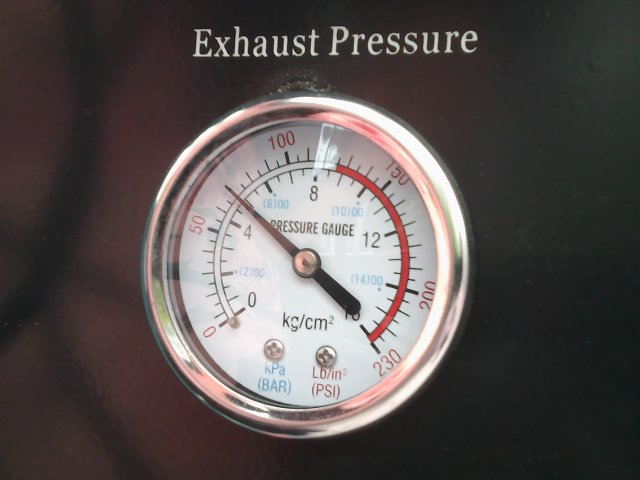 Exhaust Pressure
100
150
8
(6)00
(10)00
50
4
PRESSURE GAUGE
12
(2)00
(14)00
200
0
16
kg/cm²
0
kPa
(BAR)
Lb/in²
(PSI)
230